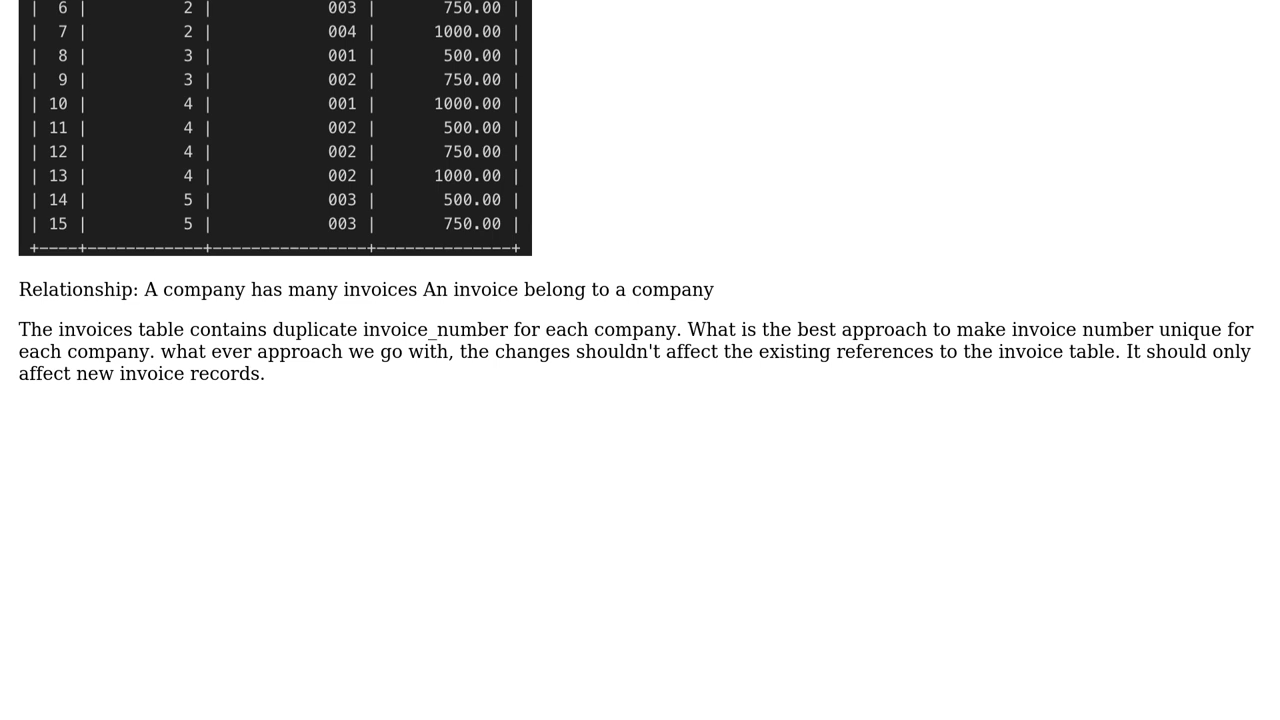 |  6 |          2 |            003 |       750.00 |
|  7 |          2 |            004 |      1000.00 |
|  8 |          3 |            001 |       500.00 |
|  9 |          3 |            002 |       750.00 |
| 10 |          4 |            001 |      1000.00 |
| 11 |          4 |            002 |       500.00 |
| 12 |          4 |            002 |       750.00 |
| 13 |          4 |            002 |      1000.00 |
| 14 |          5 |            003 |       500.00 |
| 15 |          5 |            003 |       750.00 |
+----+------------+----------------+--------------+
Relationship: A company has many invoices An invoice belong to a company
The invoices table contains duplicate invoice_number for each company. What is the best approach to make invoice number unique for
each company. what ever approach we go with, the changes shouldn't affect the existing references to the invoice table. It should only
affect new invoice records.